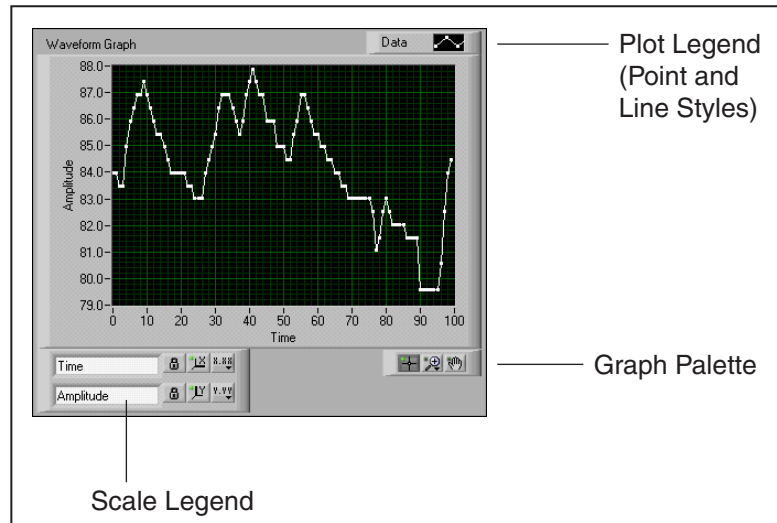 Waveform Graph
Data
Plot Legend
(Point and
Line Styles)
88.0
87.0
86.0
85.0
84.0
83.0
82.0
81.0
80.0
79.0
Amplitude
0 10 20 30 40 50 60 70 80 90 100
Time
Time
X.XX
Amplitude
Y.YY
Graph Palette
Scale Legend